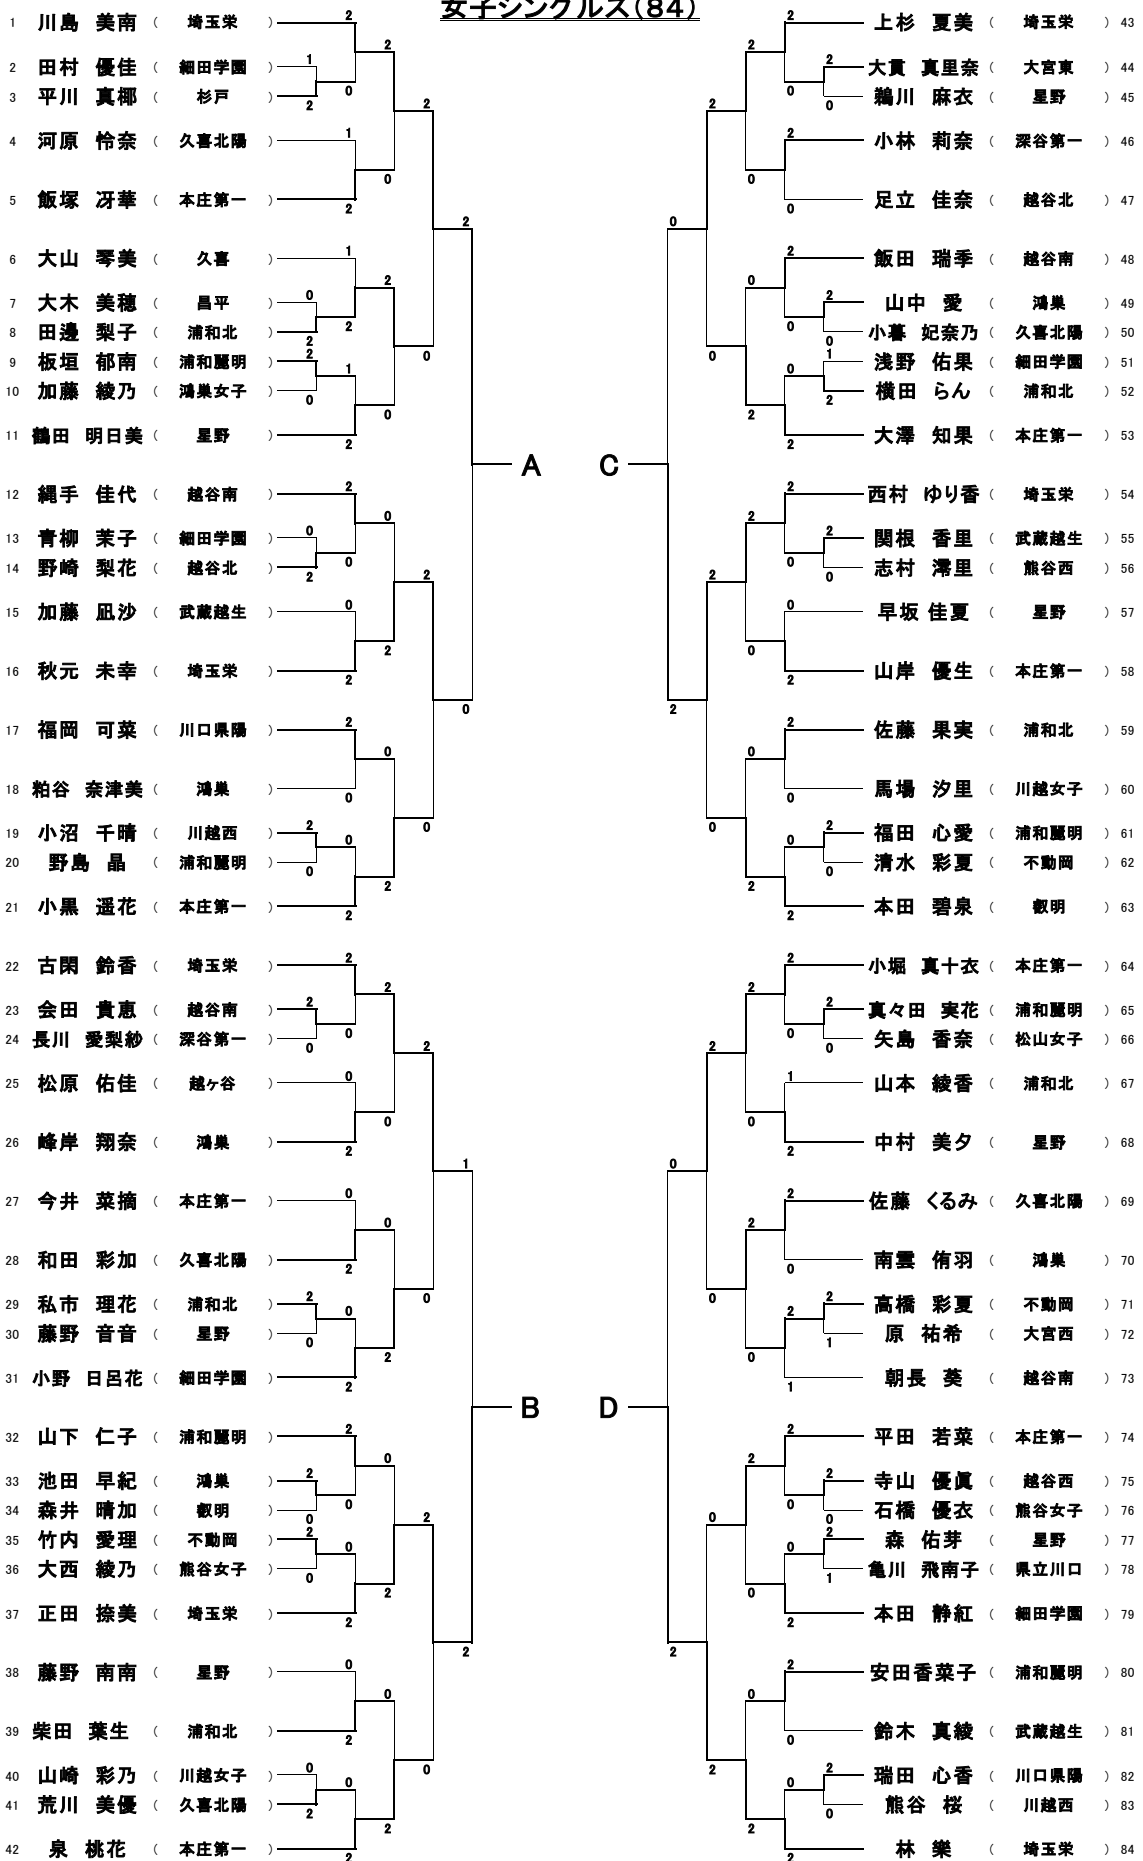 女子シングルス(84)
1 川島 美南 ( 埼玉栄 )
2 田村 優佳 ( 細田学園 )
3 平川 真椰 ( 杉戸 )
4 河原 怜奈 ( 久喜北陽 )
5 飯塚 冴華 ( 本庄第一 )
6 大山 琴美 ( 久喜 )
7 大木 美穂 ( 昌平 )
8 田邊 梨子 ( 浦和北 )
9 板垣 郁南 ( 浦和麗明 )
10 加藤 綾乃 ( 鴻巣女子 )
11 鶴田 明日美 ( 星野 )
12 縄手 佳代 ( 越谷南 )
13 青柳 茉子 ( 細田学園 )
14 野崎 梨花 ( 越谷北 )
15 加藤 凪沙 ( 武蔵越生 )
16 秋元 未幸 ( 埼玉栄 )
17 福岡 可菜 ( 川口県陽 )
18 粕谷 奈津美 ( 鴻巣 )
19 小沼 千晴 ( 川越西 )
20 野島 晶 ( 浦和麗明 )
21 小黒 遥花 ( 本庄第一 )
22 古閑 鈴香 ( 埼玉栄 )
23 会田 貴恵 ( 越谷南 )
24 長川 愛梨紗 ( 深谷第一 )
25 松原 佑佳 ( 越ヶ谷 )
26 峰岸 翔奈 ( 鴻巣 )
27 今井 菜摘 ( 本庄第一 )
28 和田 彩加 ( 久喜北陽 )
29 私市 理花 ( 浦和北 )
30 藤野 音音 ( 星野 )
31 小野 日呂花 ( 細田学園 )
32 山下 仁子 ( 浦和麗明 )
33 池田 早紀 ( 鴻巣 )
34 森井 晴加 ( 叡明 )
35 竹内 愛理 ( 不動岡 )
36 大西 綾乃 ( 熊谷女子 )
37 正田 捺美 ( 埼玉栄 )
38 藤野 南南 ( 星野 )
39 柴田 葉生 ( 浦和北 )
40 山崎 彩乃 ( 川越女子 )
41 荒川 美優 ( 久喜北陽 )
42 泉 桃花 ( 本庄第一 )
A
B
C
D
上杉 夏美 ( 埼玉栄 ) 43
大貫 真里奈 ( 大宮東 ) 44
鵜川 麻衣 ( 星野 ) 45
小林 莉奈 ( 深谷第一 ) 46
足立 佳奈 ( 越谷北 ) 47
飯田 瑞季 ( 越谷南 ) 48
山中 愛 ( 鴻巣 ) 49
小暮 妃奈乃 ( 久喜北陽 ) 50
浅野 佑果 ( 細田学園 ) 51
横田 らん ( 浦和北 ) 52
大澤 知果 ( 本庄第一 ) 53
西村 ゆり香 ( 埼玉栄 ) 54
関根 香里 ( 武蔵越生 ) 55
志村 澪里 ( 熊谷西 ) 56
早坂 佳夏 ( 星野 ) 57
山岸 優生 ( 本庄第一 ) 58
佐藤 果実 ( 浦和北 ) 59
馬場 汐里 ( 川越女子 ) 60
福田 心愛 ( 浦和麗明 ) 61
清水 彩夏 ( 不動岡 ) 62
本田 碧泉 ( 叡明 ) 63
小堀 真十衣 ( 本庄第一 ) 64
真々田 実花 ( 浦和麗明 ) 65
矢島 香奈 ( 松山女子 ) 66
山本 綾香 ( 浦和北 ) 67
中村 美夕 ( 星野 ) 68
佐藤 くるみ ( 久喜北陽 ) 69
南雲 侑羽 ( 鴻巣 ) 70
高橋 彩夏 ( 不動岡 ) 71
原 祐希 ( 大宮西 ) 72
朝長 葵 ( 越谷南 ) 73
平田 若菜 ( 本庄第一 ) 74
寺山 優眞 ( 越谷西 ) 75
石橋 優衣 ( 熊谷女子 ) 76
森 佑芽 ( 星野 ) 77
亀川 飛南子 ( 県立川口 ) 78
本田 静紅 ( 細田学園 ) 79
安田香菜子 ( 浦和麗明 ) 80
鈴木 真綾 ( 武蔵越生 ) 81
瑞田 心香 ( 川口県陽 ) 82
熊谷 桜 ( 川越西 ) 83
林 樂 ( 埼玉栄 ) 84